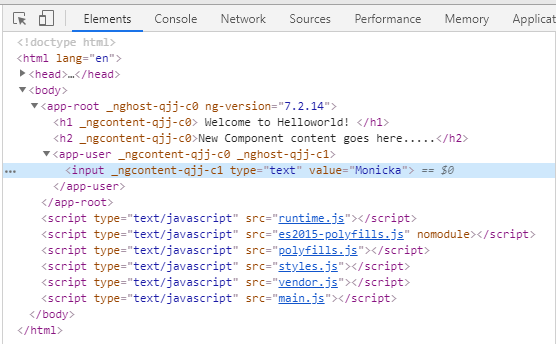 Elements Console Sources Network Performance Memory Applicat
<!doctype html>
<html lang="en">
<head>…</head>
<body>
<app-root _nghost-qjj-c0 ng-version="7.2.14">
<h1 _ngcontent-qjj-c0> Welcome to Helloworld! </h1>
<h2 _ngcontent-qjj-c0>New Component content goes here.....</h2>
<app-user _ngcontent-qjj-c0 _nghost-qjj-c1>
<input _ngcontent-qjj-c1 type="text" value="Monicka"> == $0
</app-user>
</app-root>
<script type="text/javascript" src="runtime.js"></script>
<script type="text/javascript" src="es2015-polyfills.js" nomodule></script>
<script type="text/javascript" src="polyfills.js"></script>
<script type="text/javascript" src="styles.js"></script>
<script type="text/javascript" src="vendor.js"></script>
<script type="text/javascript" src="main.js"></script>
</body>
</html>